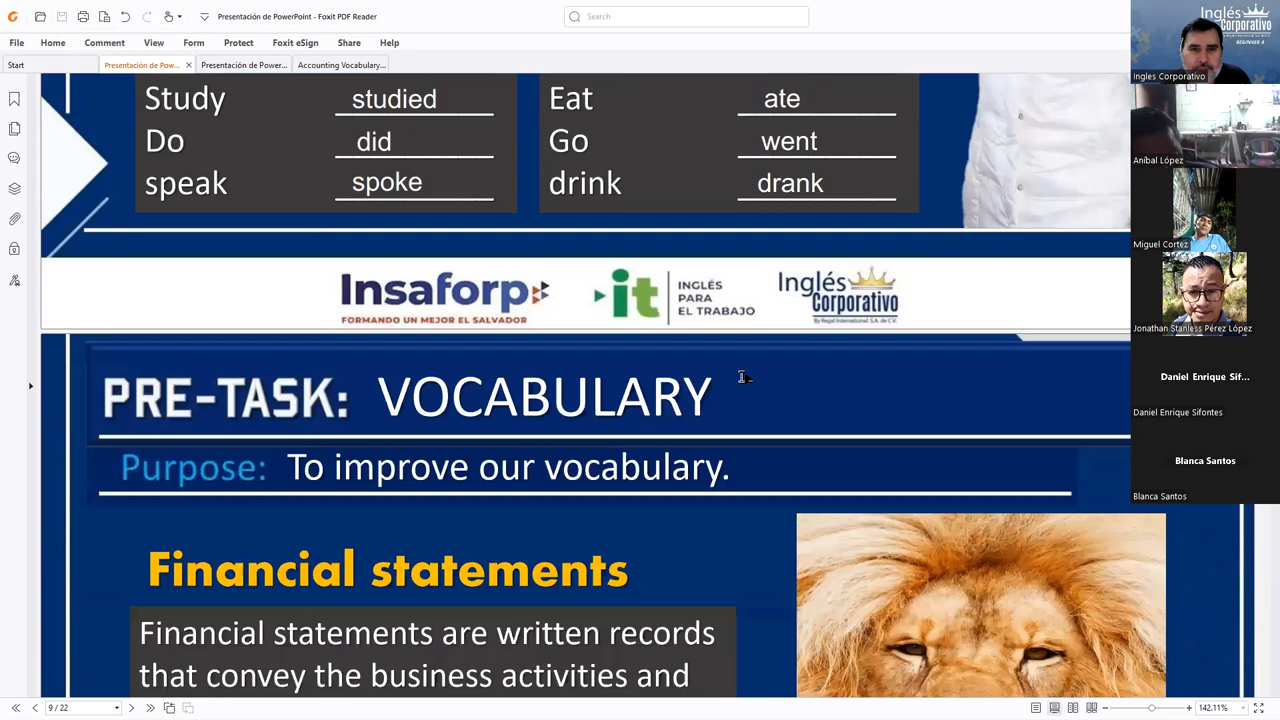 Presentación de PowerPoint - Foxit PDF Reader
Search
File Home Comment View Form Protect Foxit eSign Share Help
Start
Presentación de Pow...
Presentación de Power...
Accounting Vocabulary...
Study studied Eat ate
Do did Go went
speak spoke drink drank
Insaforp
FORMANDO UN MEJOR EL SALVADOR
it
INGLÉS
PARA
EL TRABAJO
Inglés
Corporativo
By Regal International, S.A. de C.V.
PRE-TASK: VOCABULARY
Purpose: To improve our vocabulary.
Financial statements
Financial statements are written records
that convey the business activities and
9 / 22
142.11%
Inglés
Corporativo
BEGINNER 4
Ingles Corporativo
Aníbal López
Miguel Cortez
Jonathan Stanless Pérez López
Daniel Enrique Sif...
Daniel Enrique Sifontes
Blanca Santos
Blanca Santos